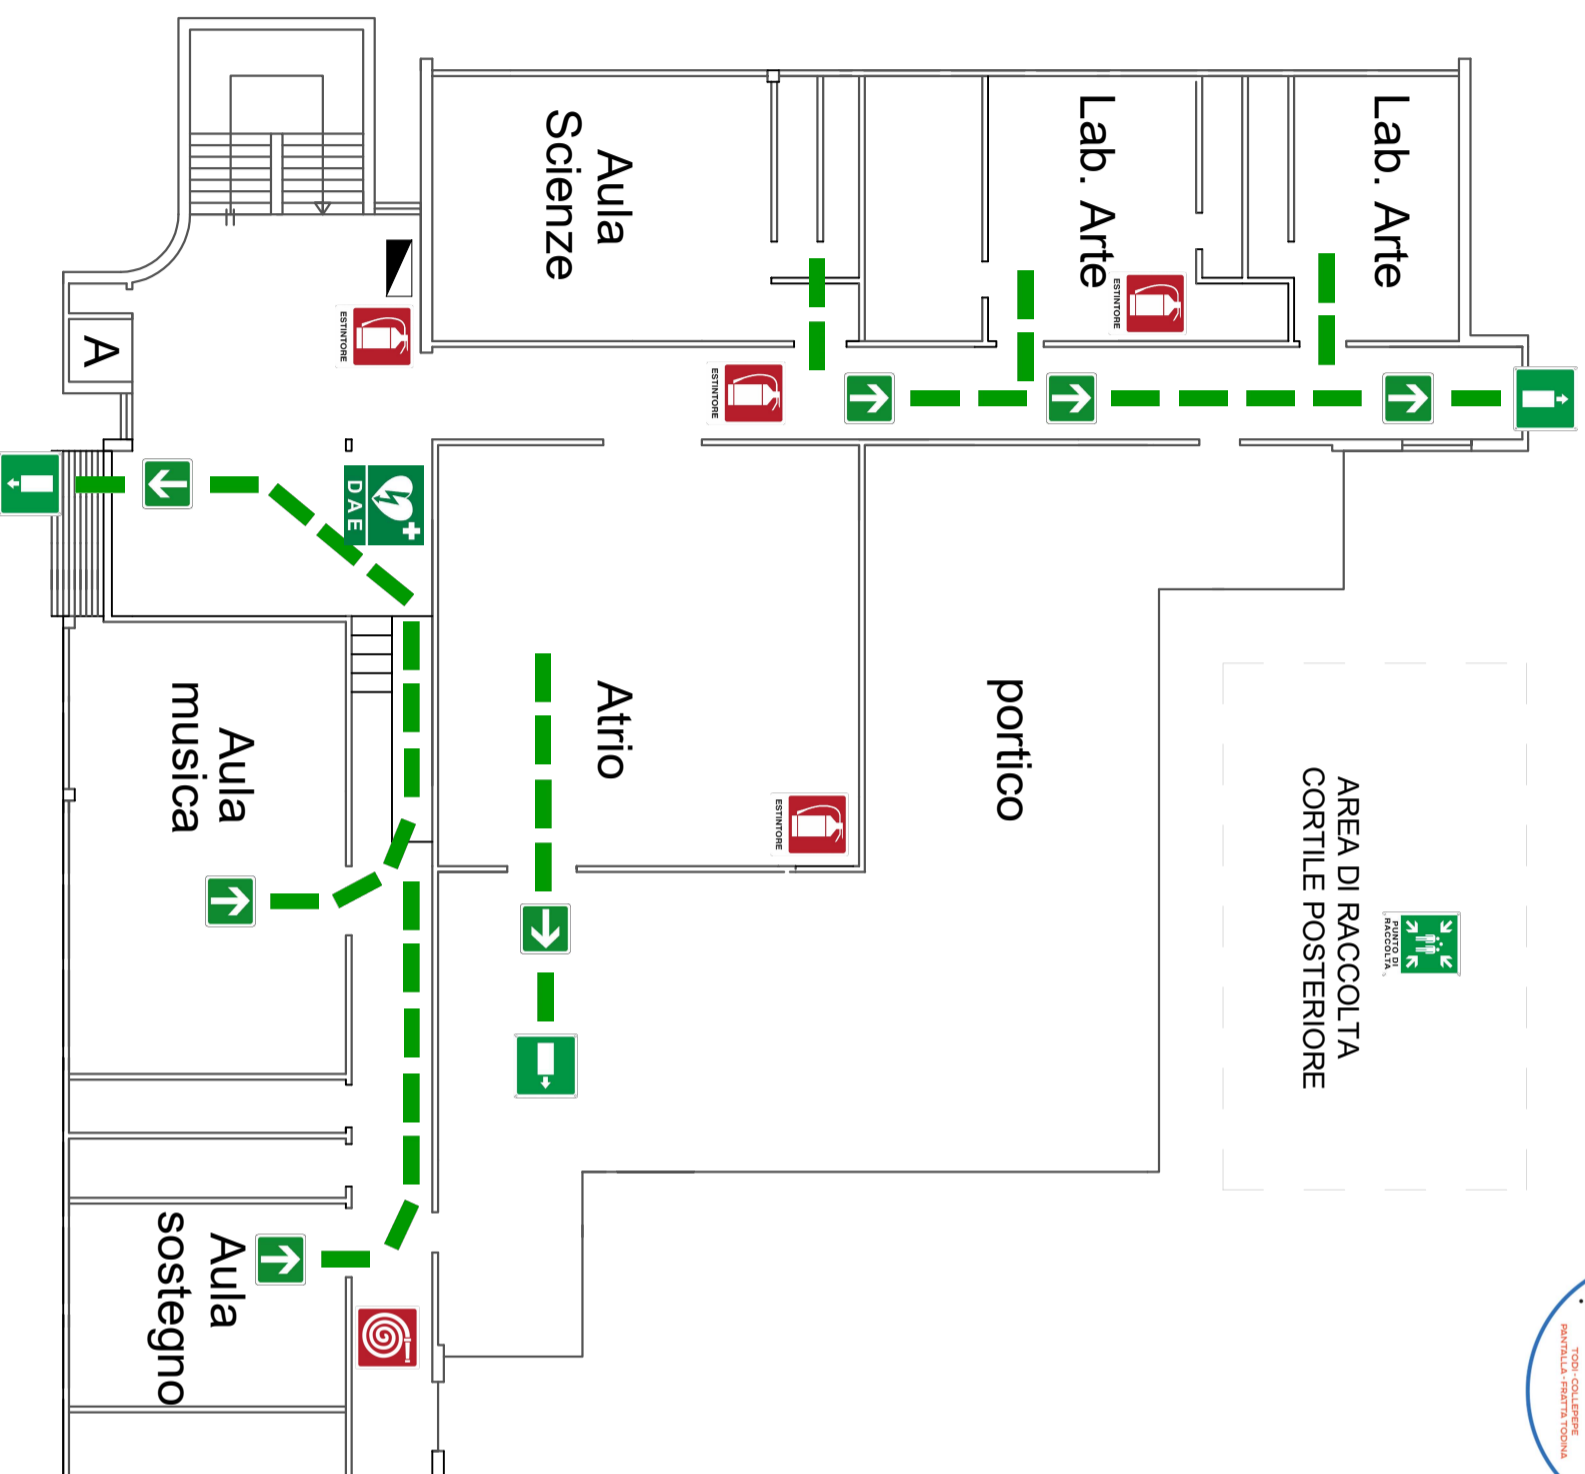 Lab. Arte
Lab. Arte
Aula
Scienze
ESTINTORE
ESTINTORE
ESTINTORE
A
DAE
Atrio
portico
ESTINTORE
Aula
musica
PUNTO DI
RACCOLTA
AREA DI RACCOLTA
CORTILE POSTERIORE
Aula
sostegno
TODI-COLLEPEPE
PANTALLA-FRATTA TODINA